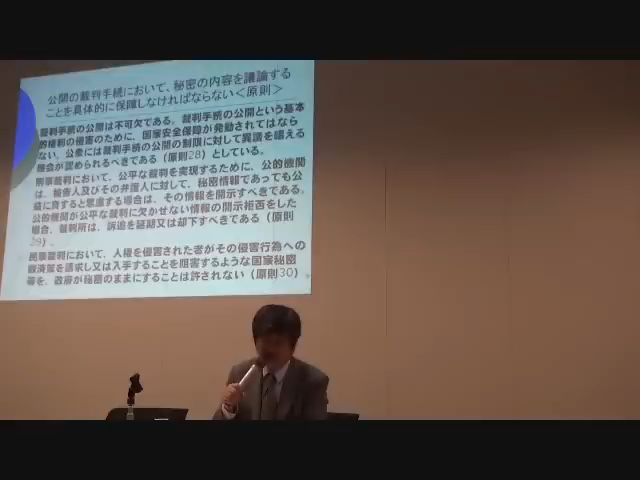 公開の裁判手続において、秘密の内容を議論する
ことを具体的に保障しなければならない<原則>
裁判手続の公開は不可欠である。裁判手続の公開という基本
的権利の侵害のために、国家安全保障が発動されてはなら
ない。公衆には裁判手続の公開の制限に対して異議を唱える
機会が認められるべきである(原則28)としている。
刑事裁判において、公平な裁判を実現するために、公的機関
は、被告人及びその弁護人に対して、秘密情報であっても公
益に資すると思慮する場合は、その情報を開示すべきである。
公的機関が公平な裁判に欠かせない情報の開示拒否をした
場合、裁判所は、訴追を延期又は却下すべきである(原則
29)。
民事裁判において、人権を侵害された者がその侵害行為への
救済策を請求し又は入手することを阻害するような国家秘密
等を、政府が秘密のままにすることは許されない(原則30)